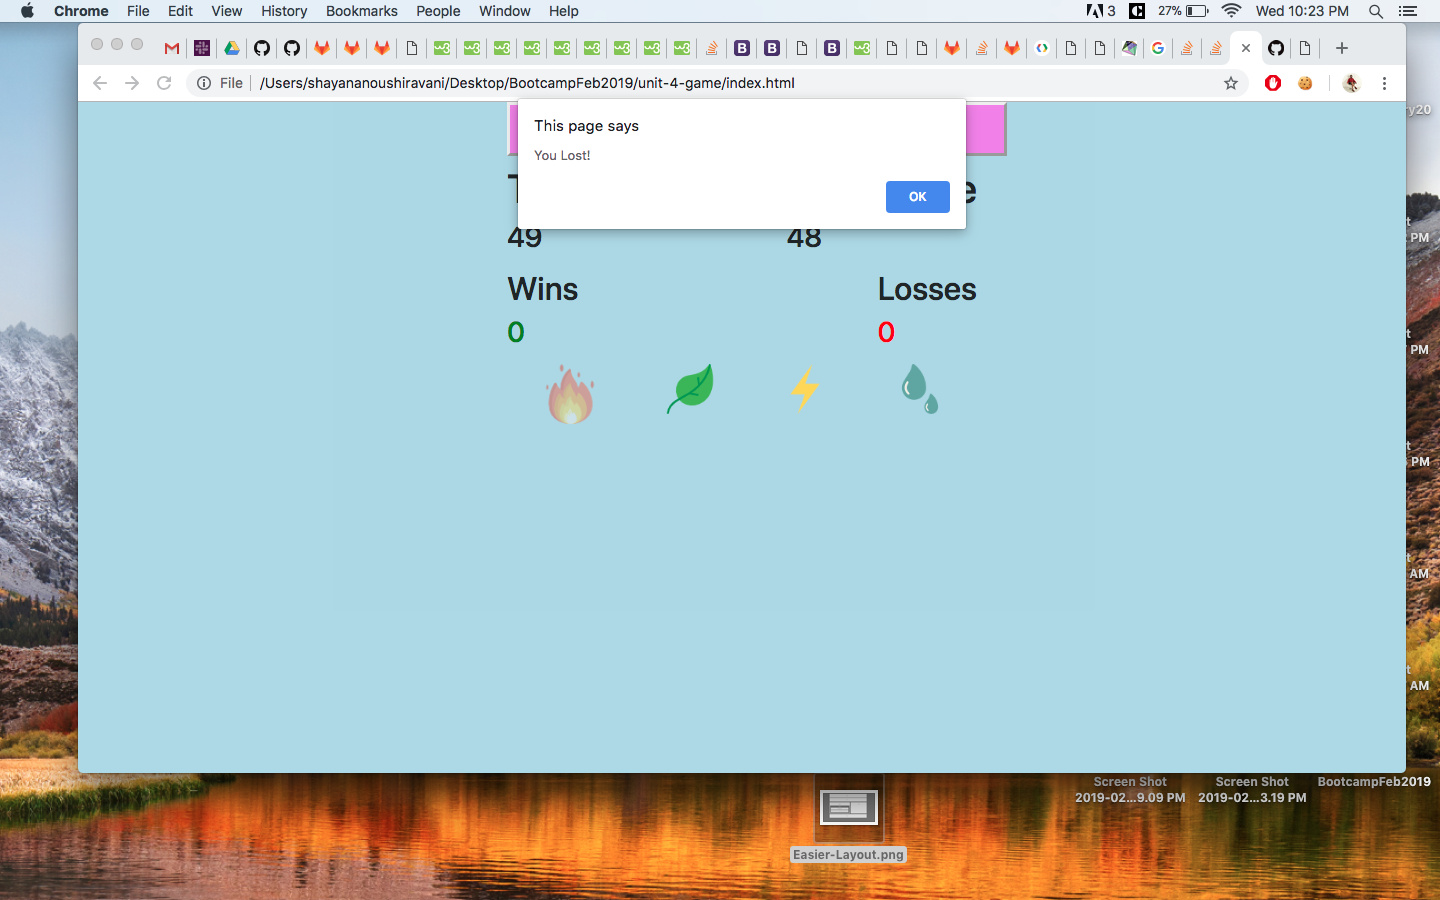 Chrome File Edit View History Bookmarks People Window Help 3 27% Wed 10:23 PM
File /Users/shayananoushiravani/Desktop/BootcampFeb2019/unit-4-game/index.html
ry20
This page says
You Lost!
OK
T e
49 48
t
PM
Wins Losses
0 0
t
PM
t
PM
t
AM
t
AM
Screen Shot Screen Shot BootcampFeb2019
2019-02...9.09 PM 2019-02...3.19 PM
Easier-Layout.png